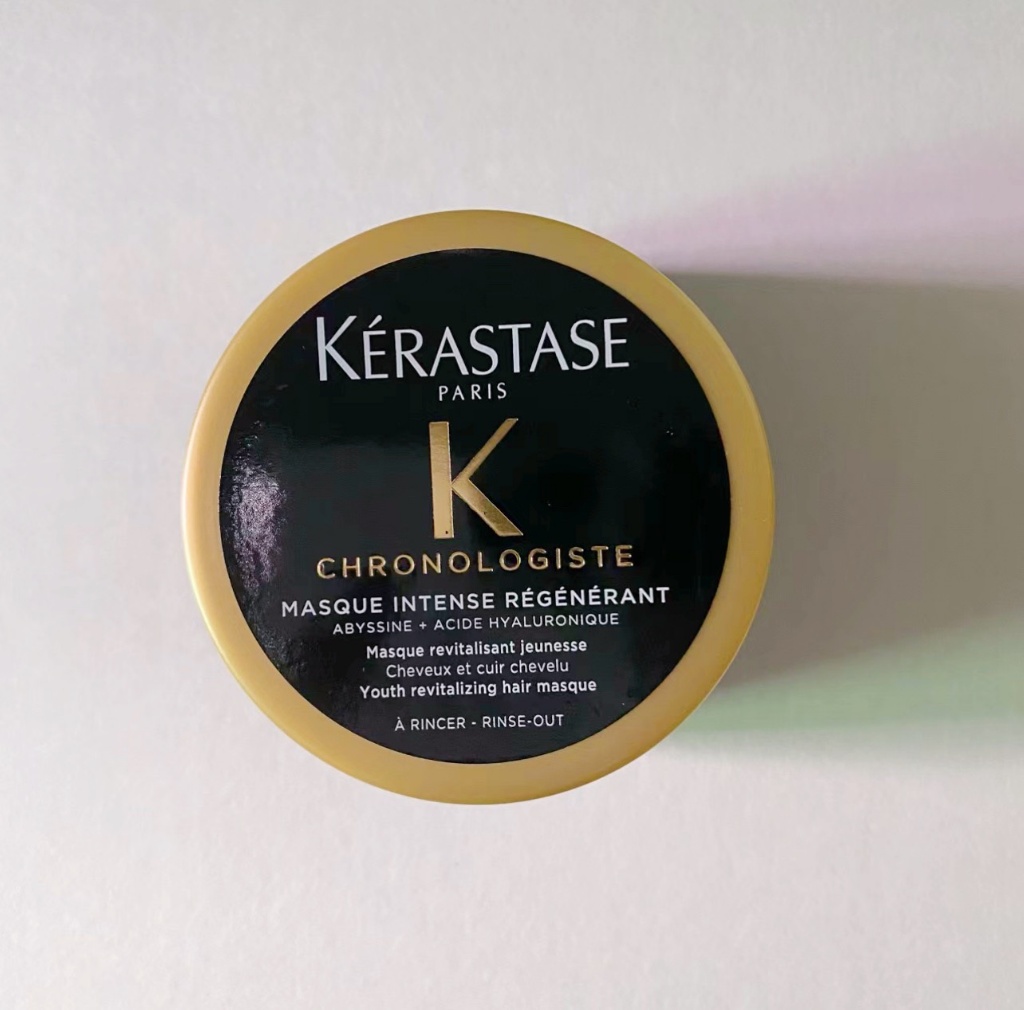 KÉRASTASE
PARIS
K
CHRONOLOGISTE
MASQUE INTENSE RÉGÉNÉRANT
ABYSSINE + ACIDE HYALURONIQUE
Masque revitalisant jeunesse
Cheveux et cuir chevelu
Youth revitalizing hair masque
À RINCER - RINSE-OUT